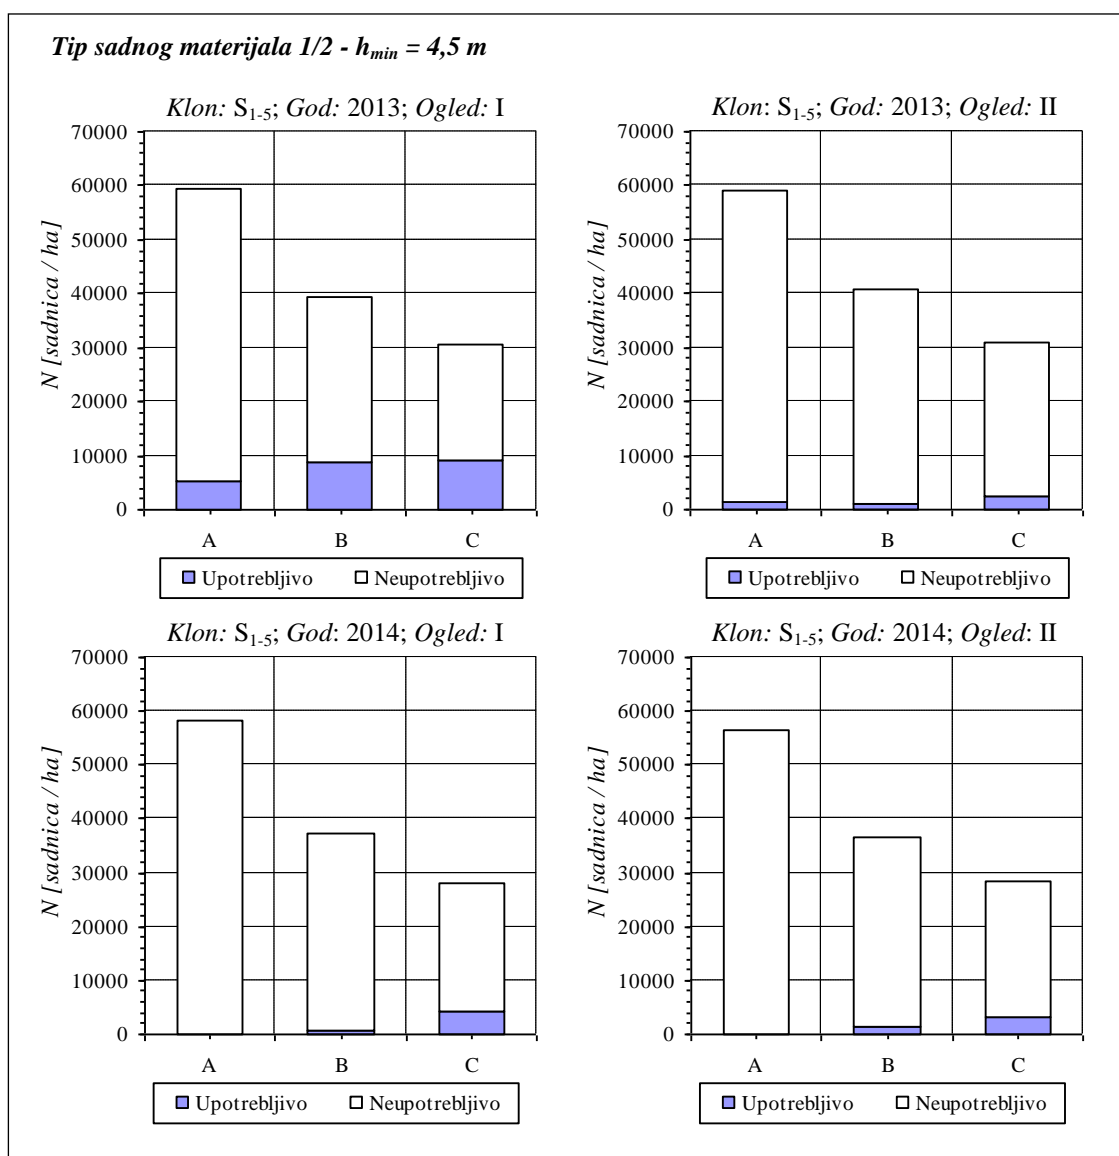 Tip sadnog materijala 1/2 - hmin = 4,5 m
Klon: S1-5; God: 2013; Ogled: I
N [sadnica / ha]
70000
60000
50000
40000
30000
20000
10000
0
A B C
Upotrebljivo Neupotrebljivo
Klon: S1-5; God: 2013; Ogled: II
N [sadnica / ha]
70000
60000
50000
40000
30000
20000
10000
0
A B C
Upotrebljivo Neupotrebljivo
Klon: S1-5; God: 2014; Ogled: I
N [sadnica / ha]
70000
60000
50000
40000
30000
20000
10000
0
A B C
Upotrebljivo Neupotrebljivo
Klon: S1-5; God: 2014; Ogled: II
N [sadnica / ha]
70000
60000
50000
40000
30000
20000
10000
0
A B C
Upotrebljivo Neupotrebljivo